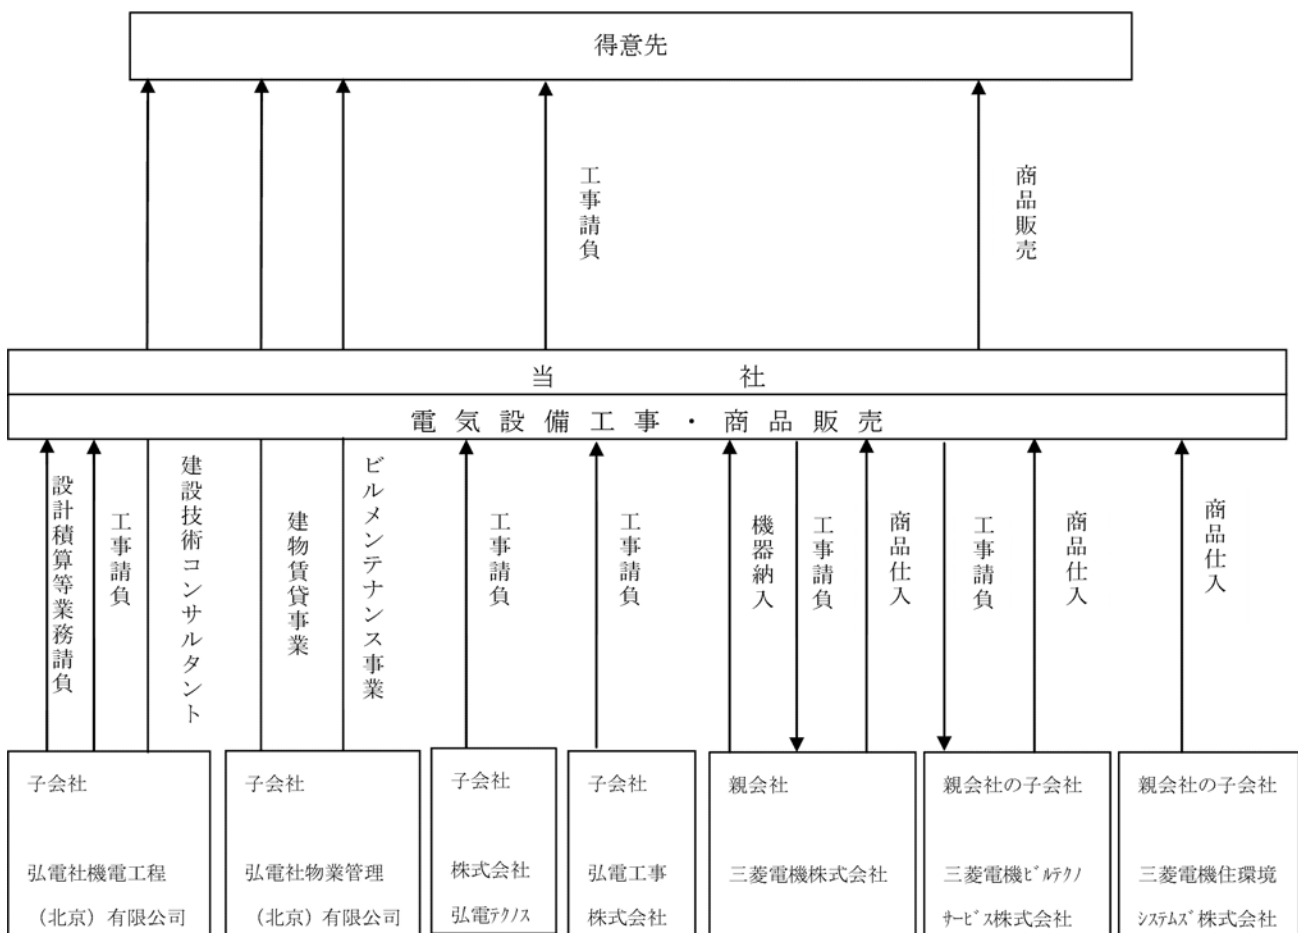 得意先
工事請負
商品販売
当社
電気設備工事・商品販売
設計積算等業務請負
工事請負
建設技術コンサルタント
建物賃貸事業
ビルメンテナンス事業
工事請負
工事請負
機器納入
工事請負
商品仕入
工事請負
商品仕入
商品仕入
子会社
弘電社機電工程
（北京）有限公司
子会社
弘電社物業管理
（北京）有限公司
子会社
株式会社
弘電ﾃｸﾉｽ
子会社
弘電工事
株式会社
親会社
三菱電機株式会社
親会社の子会社
三菱電機ﾋﾞﾙﾃｸﾉ
ｻｰﾋﾞｽ株式会社
親会社の子会社
三菱電機住環境
ｼｽﾃﾑｽﾞ株式会社